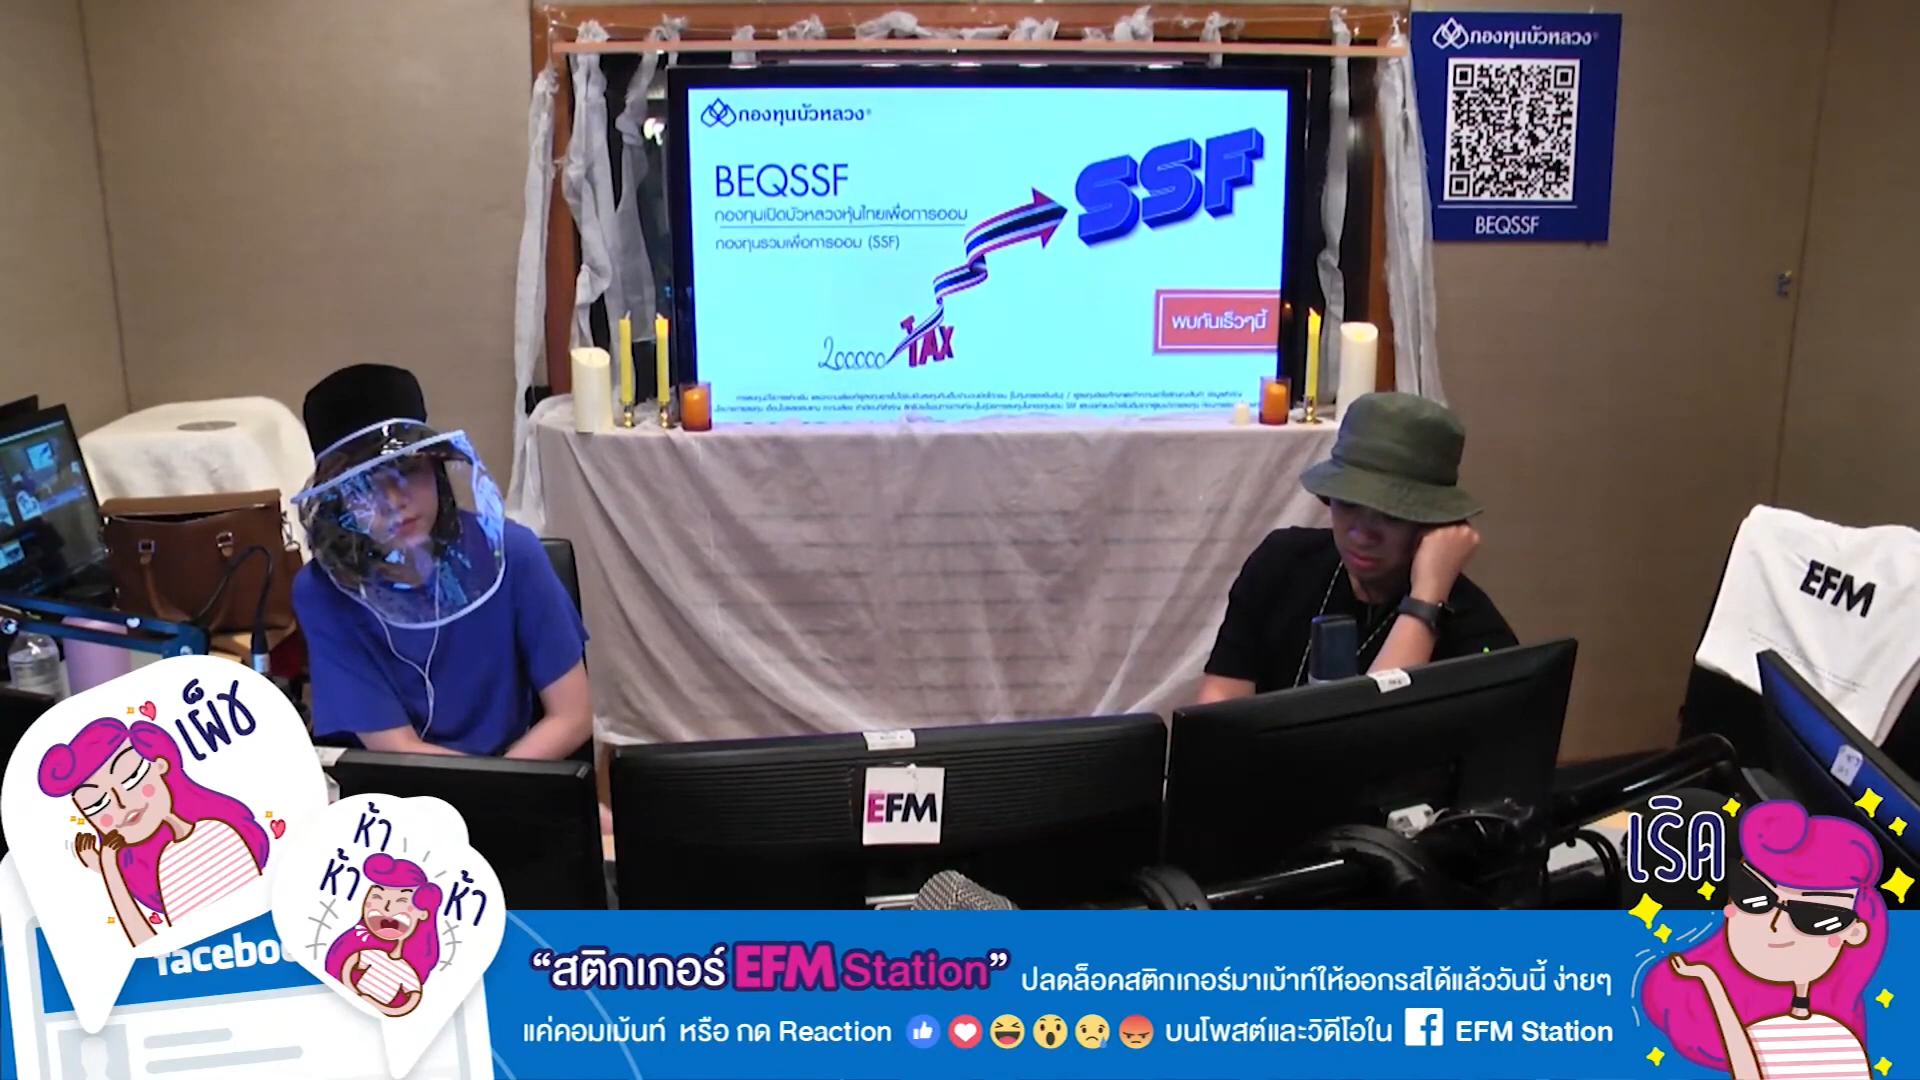 กองทุนบัวหลวง®
BEQSSF
กองทุนบัวหลวง®
BEQSSF
กองทุนเปิดบัวหลวงหุ้นไทยเพื่อการออม
กองทุนรวมเพื่อการออม (SSF)
SSF
200000 TAX
พบกันเร็วๆนี้
EFM
EFM
เผ็ช
ห้า
ห้า
ห้า
เริศ
facebo
“สติกเกอร์ EFM Station” ปลดล็อคสติกเกอร์มาเม้าท์ให้ออกรสได้แล้ววันนี้ ง่ายๆ
แค่คอมเม้นท์ หรือ กด Reaction บนโพสต์และวิดีโอใน EFM Station